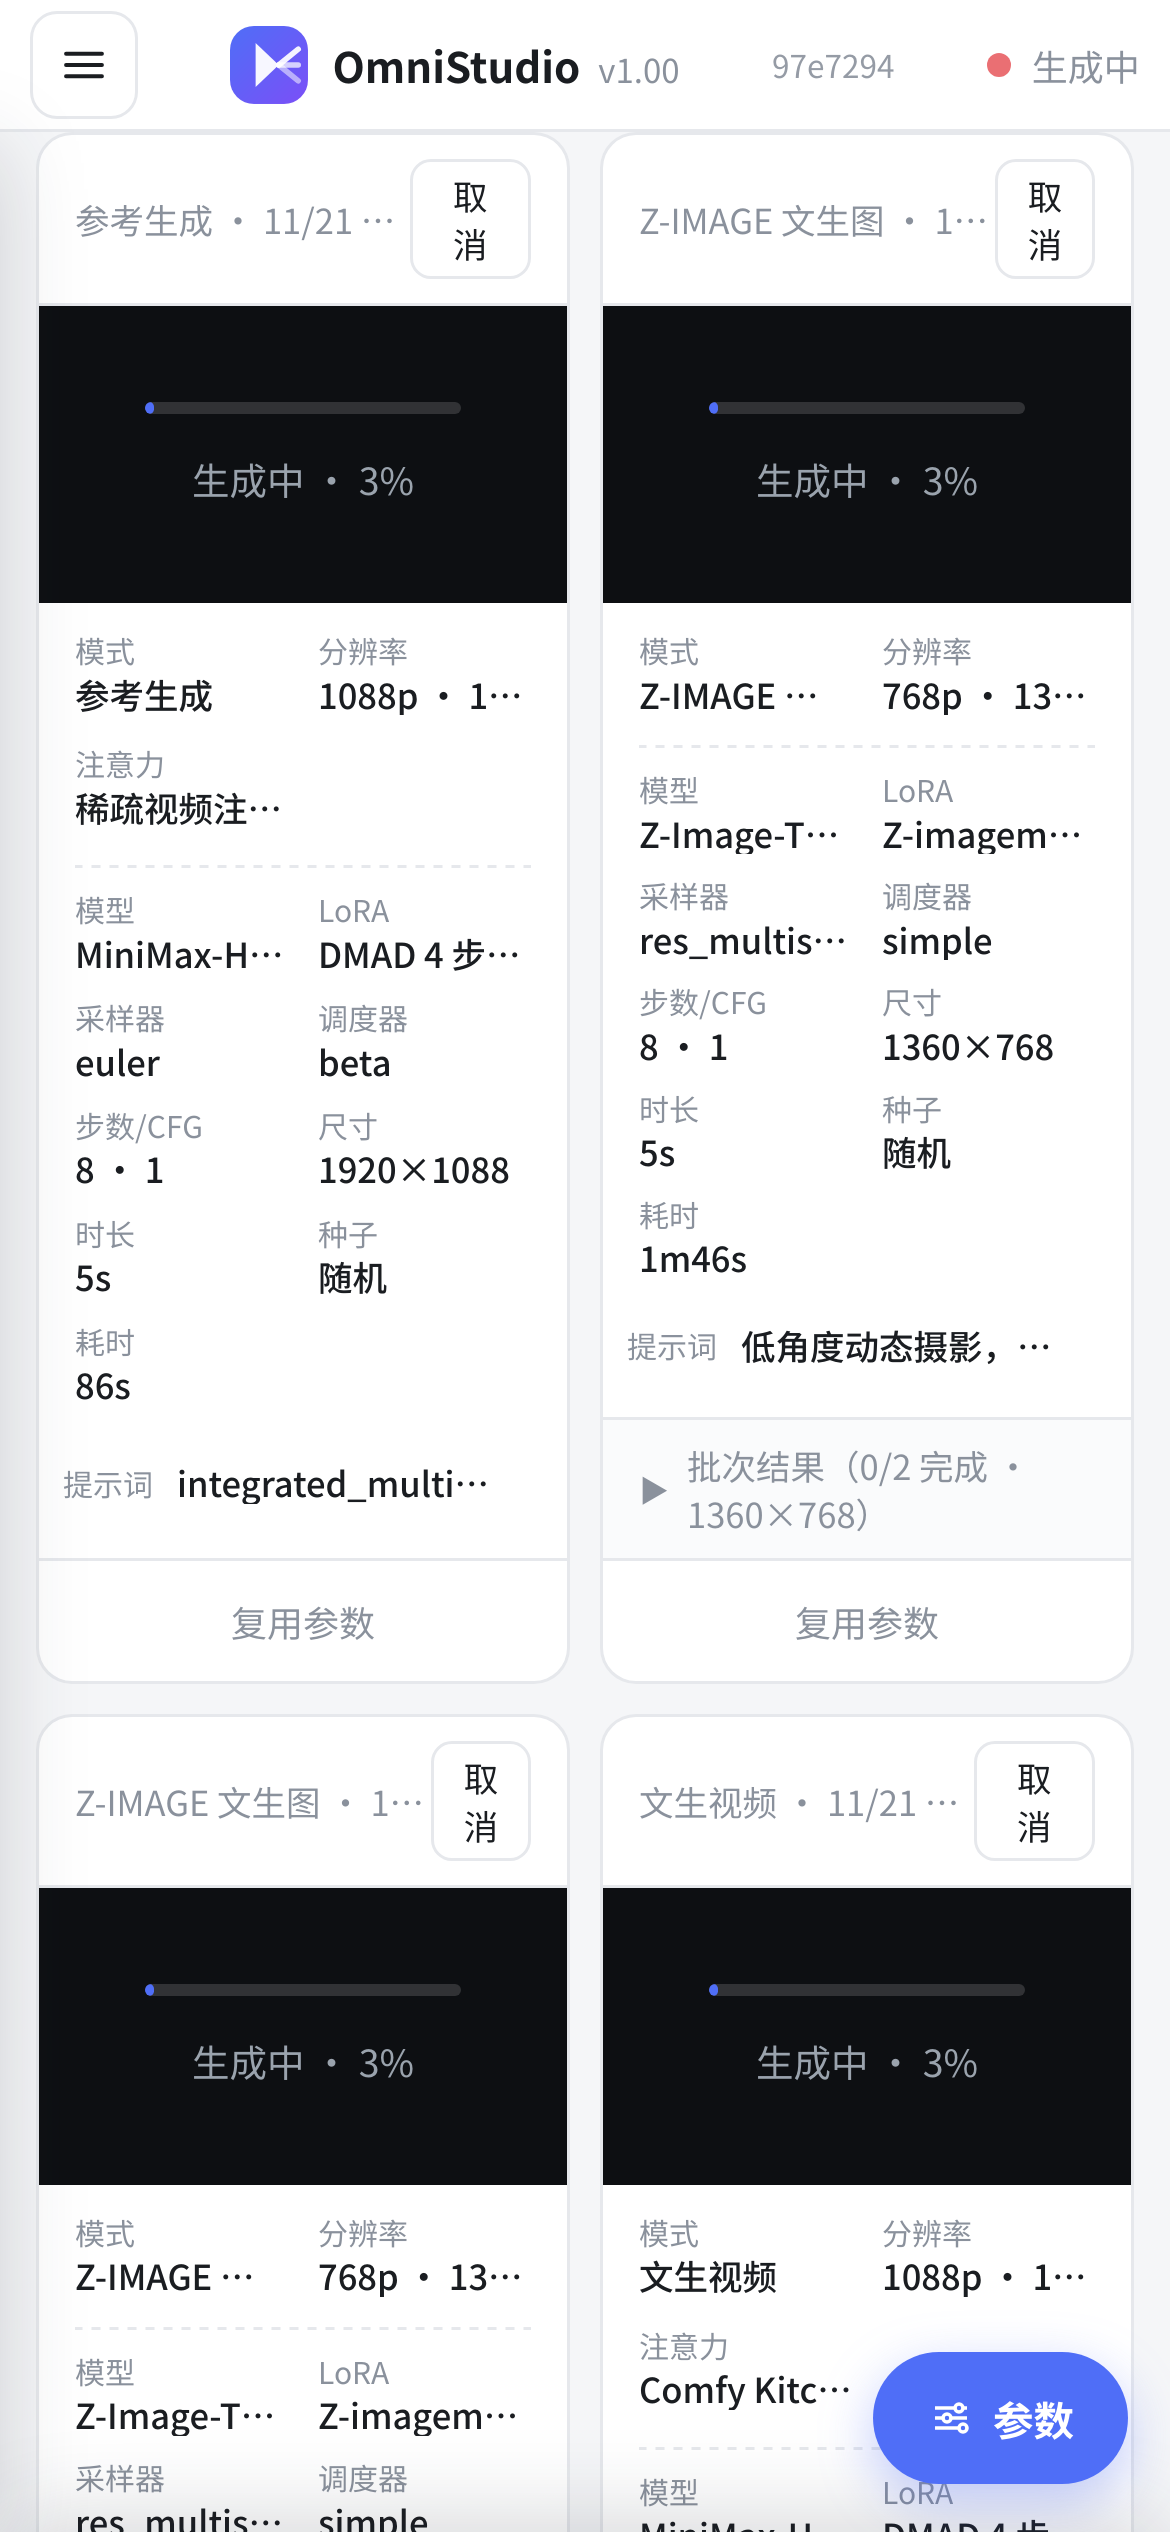 OmniStudio v1.00 97e7294 生成中
参考生成 · 11/21 …
取消
生成中 · 3%
模式 分辨率
参考生成 1088p · 1…
注意力
稀疏视频注…
模型 LoRA
MiniMax-H… DMAD 4 步…
采样器 调度器
euler beta
步数/CFG 尺寸
8 · 1 1920×1088
时长 种子
5s 随机
耗时
86s
提示词 integrated_multi…
复用参数
Z-IMAGE 文生图 · 1…
取消
生成中 · 3%
模式 分辨率
Z-IMAGE … 768p · 13…
模型 LoRA
Z-Image-T… Z-imagem…
采样器 调度器
res_multis… simple
步数/CFG 尺寸
8 · 1 1360×768
时长 种子
5s 随机
耗时
1m46s
提示词 低角度动态摄影，…
批次结果（0/2 完成 ·
1360×768）
复用参数
Z-IMAGE 文生图 · 1…
取消
生成中 · 3%
模式 分辨率
Z-IMAGE … 768p · 13…
模型 LoRA
Z-Image-T… Z-imagem…
采样器 调度器
res_multis… simple
文生视频 · 11/21 …
取消
生成中 · 3%
模式 分辨率
文生视频 1088p · 1…
注意力
Comfy Kitc…
模型 LoRA
MiniMax-H… DMAD 4 步…
参数